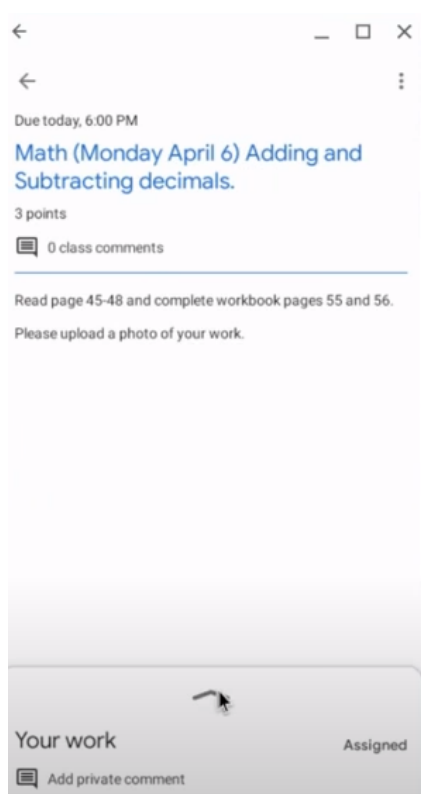 Due today, 6:00 PM
Math (Monday April 6) Adding and
Subtracting decimals.
3 points
0 class comments
Read page 45-48 and complete workbook pages 55 and 56.
Please upload a photo of your work.
Your work
Assigned
Add private comment